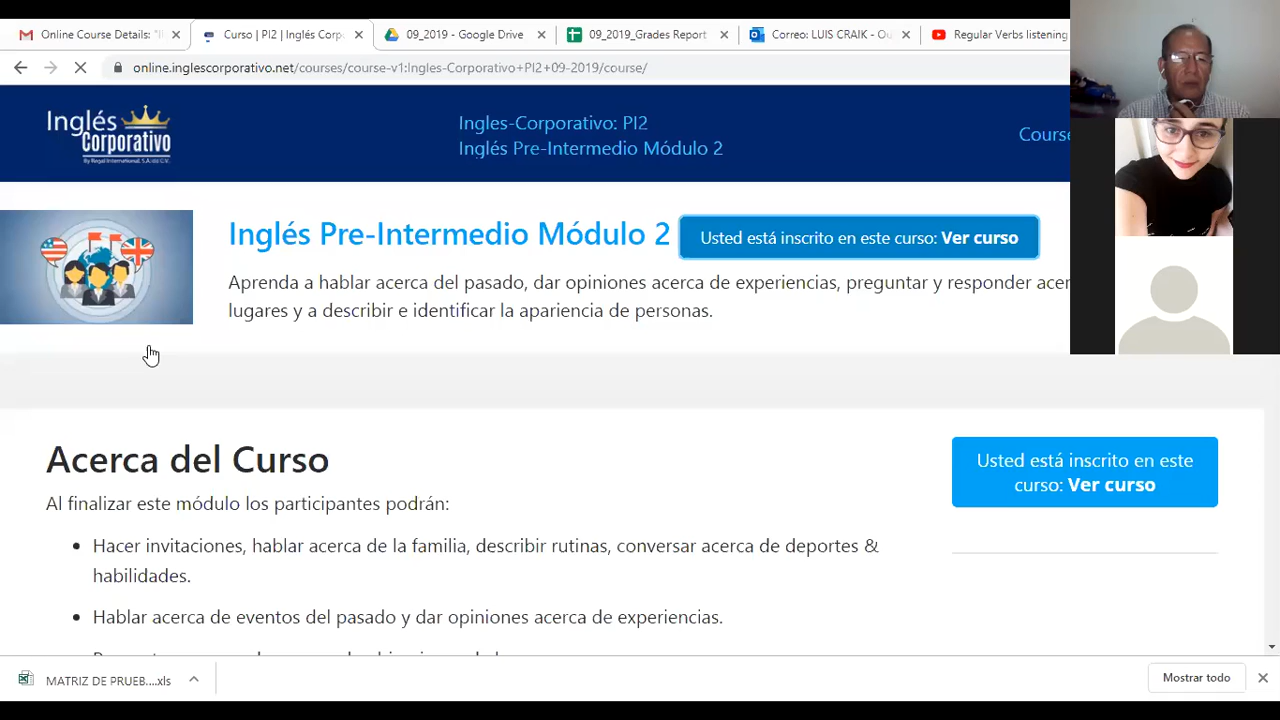 Online Course Details: "I
Curso | PI2 | Inglés Corp
09_2019 - Google Drive
09_2019_Grades Report
Correo: LUIS CRAIK - Ou
Regular Verbs listening
online.inglescorporativo.net/courses/course-v1:Ingles-Corporativo+PI2+09-2019/course/
Inglés
Corporativo
By Regal International, S.A. de C.V.
Ingles-Corporativo: PI2
Inglés Pre-Intermedio Módulo 2
Course
Inglés Pre-Intermedio Módulo 2
Usted está inscrito en este curso: Ver curso
Aprenda a hablar acerca del pasado, dar opiniones acerca de experiencias, preguntar y responder acer
lugares y a describir e identificar la apariencia de personas.
Acerca del Curso
Al finalizar este módulo los participantes podrán:
Usted está inscrito en este
curso: Ver curso
• Hacer invitaciones, hablar acerca de la familia, describir rutinas, conversar acerca de deportes &
habilidades.
• Hablar acerca de eventos del pasado y dar opiniones acerca de experiencias.
MATRIZ DE PRUEB....xls
Mostrar todo